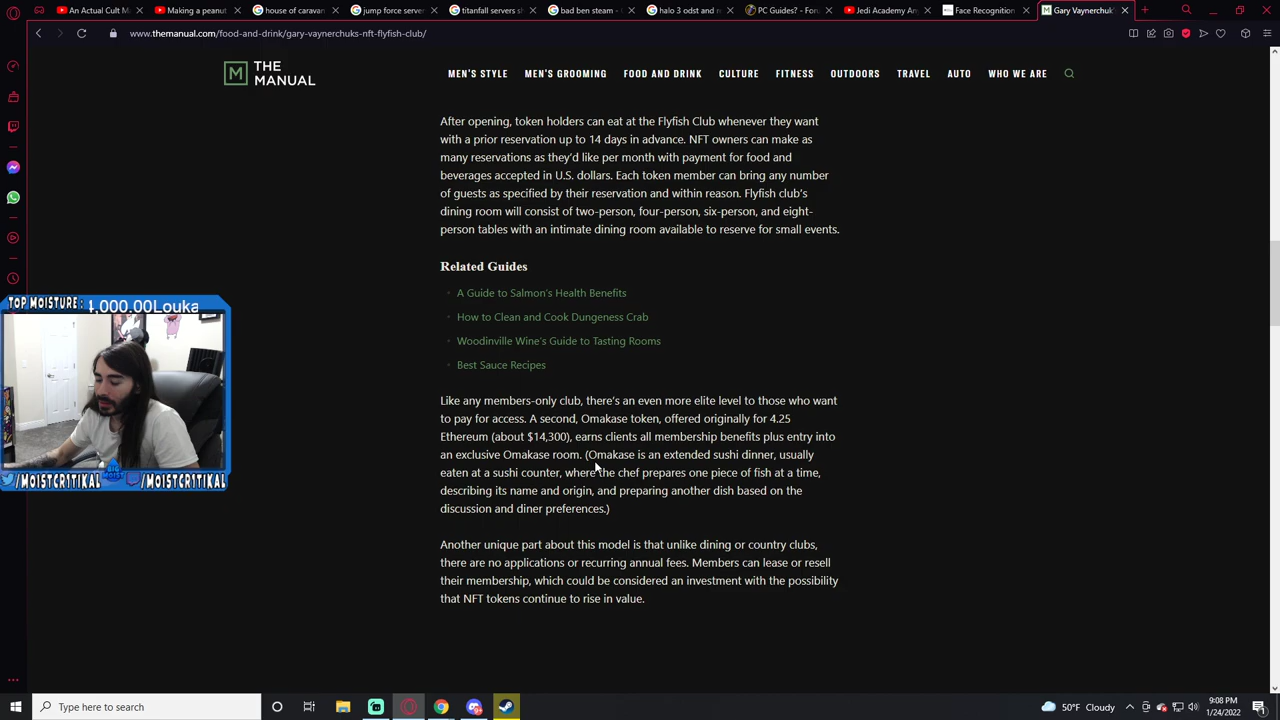 An Actual Cult M
Making a peanut
house of caravan
jump force server
titanfall servers sh
bad ben steam -
halo 3 odst and r
PC Guides? - Foru
Jedi Academy An
Face Recognition
Gary Vaynerchuk
www.themanual.com/food-and-drink/gary-vaynerchuks-nft-flyfish-club/
M THE MANUAL
MEN'S STYLE MEN'S GROOMING FOOD AND DRINK CULTURE FITNESS OUTDOORS TRAVEL AUTO WHO WE ARE
After opening, token holders can eat at the Flyfish Club whenever they want
with a prior reservation up to 14 days in advance. NFT owners can make as
many reservations as they'd like per month with payment for food and
beverages accepted in U.S. dollars. Each token member can bring any number
of guests as specified by their reservation and within reason. Flyfish club's
dining room will consist of two-person, four-person, six-person, and eight-
person tables with an intimate dining room available to reserve for small events.
Related Guides
A Guide to Salmon's Health Benefits
How to Clean and Cook Dungeness Crab
Woodinville Wine's Guide to Tasting Rooms
Best Sauce Recipes
Like any members-only club, there's an even more elite level to those who want
to pay for access. A second, Omakase token, offered originally for 4.25
Ethereum (about $14,300), earns clients all membership benefits plus entry into
an exclusive Omakase room. (Omakase is an extended sushi dinner, usually
eaten at a sushi counter, where the chef prepares one piece of fish at a time,
describing its name and origin, and preparing another dish based on the
discussion and diner preferences.)
Another unique part about this model is that unlike dining or country clubs,
there are no applications or recurring annual fees. Members can lease or resell
their membership, which could be considered an investment with the possibility
that NFT tokens continue to rise in value.
TOP MOISTURE : 4,000.00Louka
/MOISTCR1TIKAL BIG MOIST /MOISTCR1TIKAL
Type here to search
50°F Cloudy
9:08 PM
1/24/2022